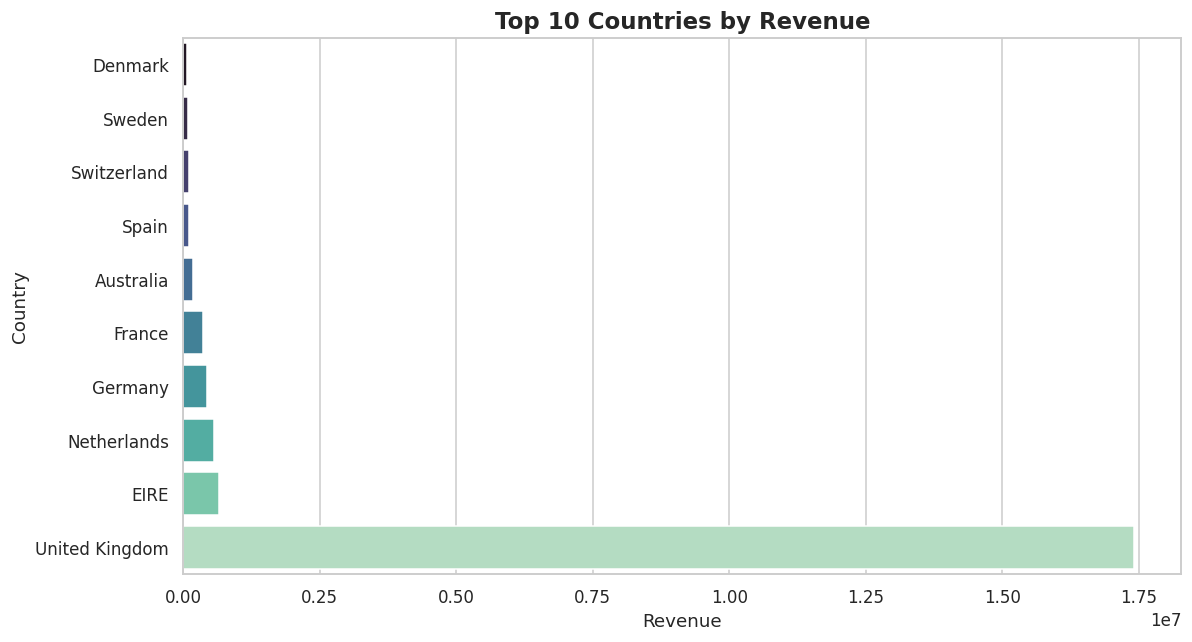 Top 10 Countries by Revenue
Denmark
Sweden
Switzerland
Spain
Australia
France
Germany
Netherlands
EIRE
United Kingdom
Country
0.00 0.25 0.50 0.75 1.00 1.25 1.50 1.75
1e7
Revenue